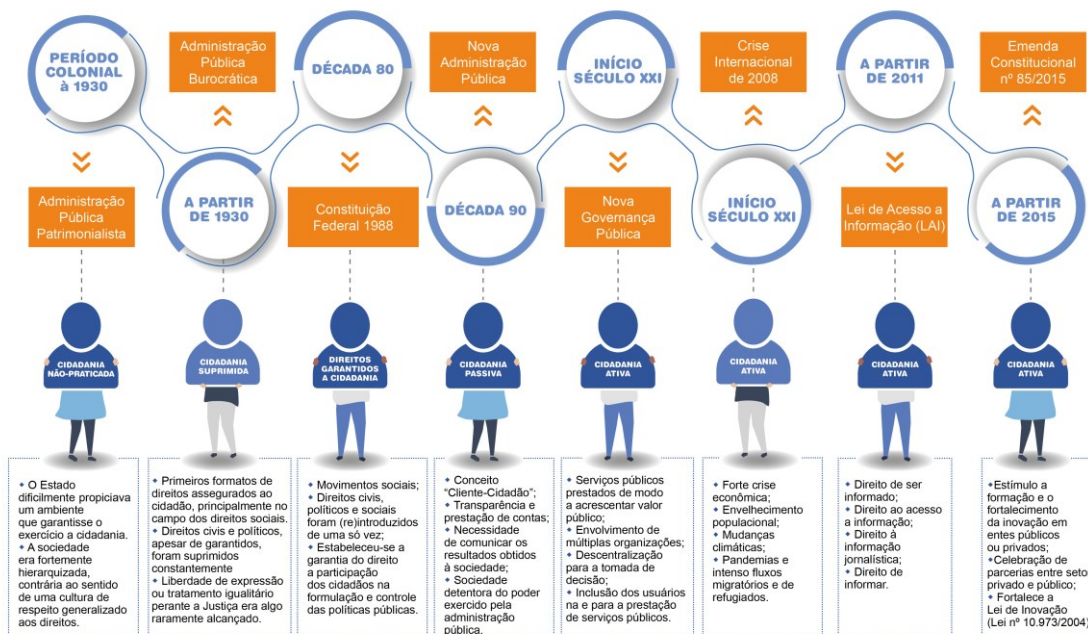 PERÍODO
COLONIAL
à 1930
Administração
Pública
Patrimonialista
CIDADANIA
NÃO-PRATICADA
✦ O Estado
dificilmente propiciava
um ambiente
que garantisse o
exercício a cidadania.
✦ A sociedade
era fortemente
hierarquizada,
contrária ao sentido
de uma cultura de
respeito generalizado
aos direitos.
Administração
Pública
Burocrática
A PARTIR
DE 1930
CIDADANIA
SUPRIMIDA
✦ Primeiros formatos de
direitos assegurados ao
cidadão, principalmente no
campo dos direitos sociais.
✦ Direitos civis e políticos,
apesar de garantidos,
foram suprimidos
constantemente
✦ Liberdade de expressão
ou tratamento igualitário
perante a Justiça era algo
raramente alcançado.
DÉCADA 80
Constituição
Federal 1988
DIREITOS
GARANTIDOS
A CIDADANIA
✦ Movimentos sociais;
✦ Direitos civis,
políticos e sociais
foram (re)introduzidos
de uma só vez;
✦ Estabeleceu-se a
garantia do direito
a participação
dos cidadãos na
formulação e controle
das políticas públicas.
Nova
Administração
Pública
DÉCADA 90
CIDADANIA
PASSIVA
✦ Conceito
“Cliente-Cidadão”;
✦ Transparência e
prestação de contas;
✦ Necessidade
de comunicar os
resultados obtidos
à sociedade;
✦ Sociedade
detentora do poder
exercido pela
administração
pública.
INÍCIO
SÉCULO XXI
Nova
Governança
Pública
CIDADANIA
ATIVA
✦ Serviços públicos
prestados de modo
a acrescentar valor
público;
✦ Envolvimento de
múltiplas organizações;
✦ Descentralização
para a tomada de
decisão;
✦ Inclusão dos usuários
na e para a prestação
de serviços públicos.
Crise
Internacional
de 2008
INÍCIO
SÉCULO XXI
CIDADANIA
ATIVA
✦ Forte crise
econômica;
✦ Envelhecimento
populacional;
✦ Mudanças
climáticas;
✦ Pandemias e
intenso fluxos
migratórios e de
refugiados.
A PARTIR
DE 2011
Lei de Acesso a
Informação (LAI)
CIDADANIA
ATIVA
✦ Direito de ser
informado;
✦ Direito ao acesso
a informação;
✦ Direito à
informação
jornalística;
✦ Direito de
informar.
Emenda
Constitucional
nº 85/2015
A PARTIR
DE 2015
CIDADANIA
ATIVA
✦ Estímulo a
formação e o
fortalecimento
da inovação em
entes públicos
ou privados;
✦ Celebração de
parcerias entre seto
privado e público;
✦ Fortalece a
Lei de Inovação
(Lei nº 10.973/2004)